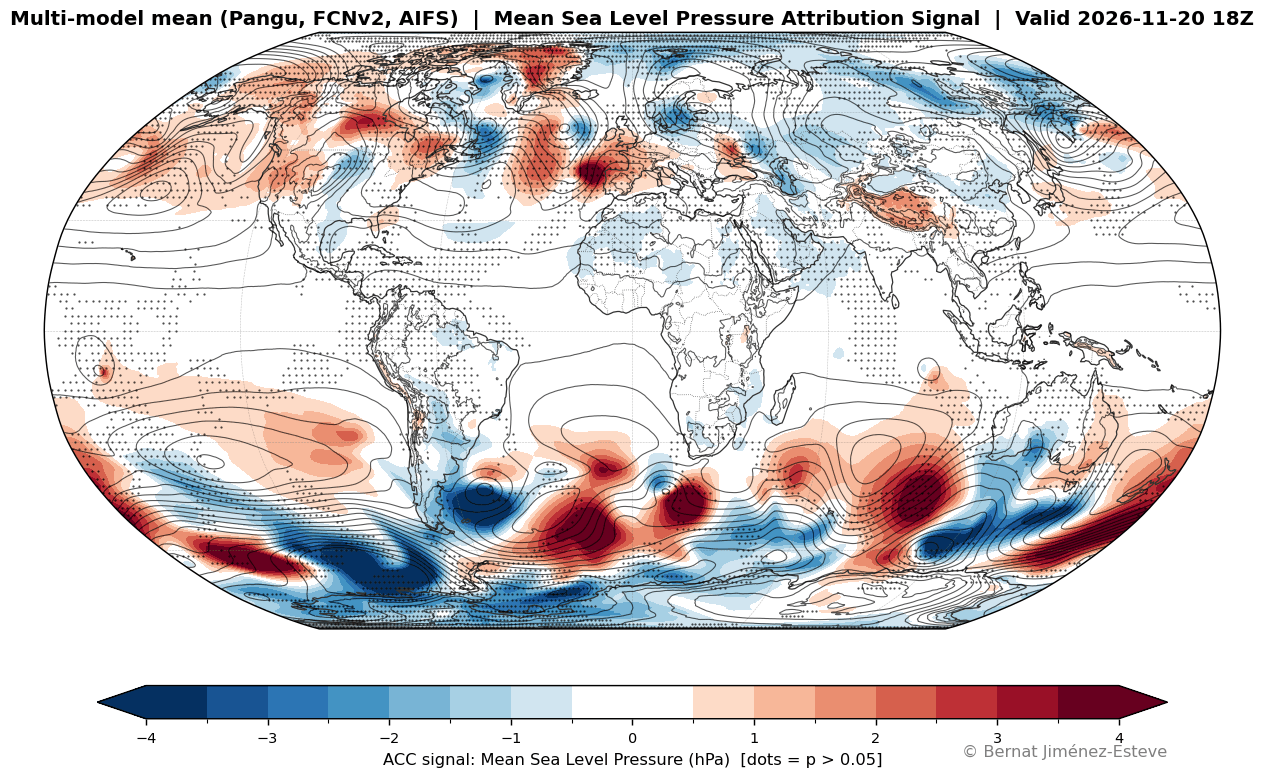 Multi-model mean (Pangu, FCNv2, AIFS)  |  Mean Sea Level Pressure Attribution Signal  |  Valid 2026-11-20 18Z
−4 −3 −2 −1 0 1 2 3 4
ACC signal: Mean Sea Level Pressure (hPa)  [dots = p > 0.05]
© Bernat Jiménez-Esteve